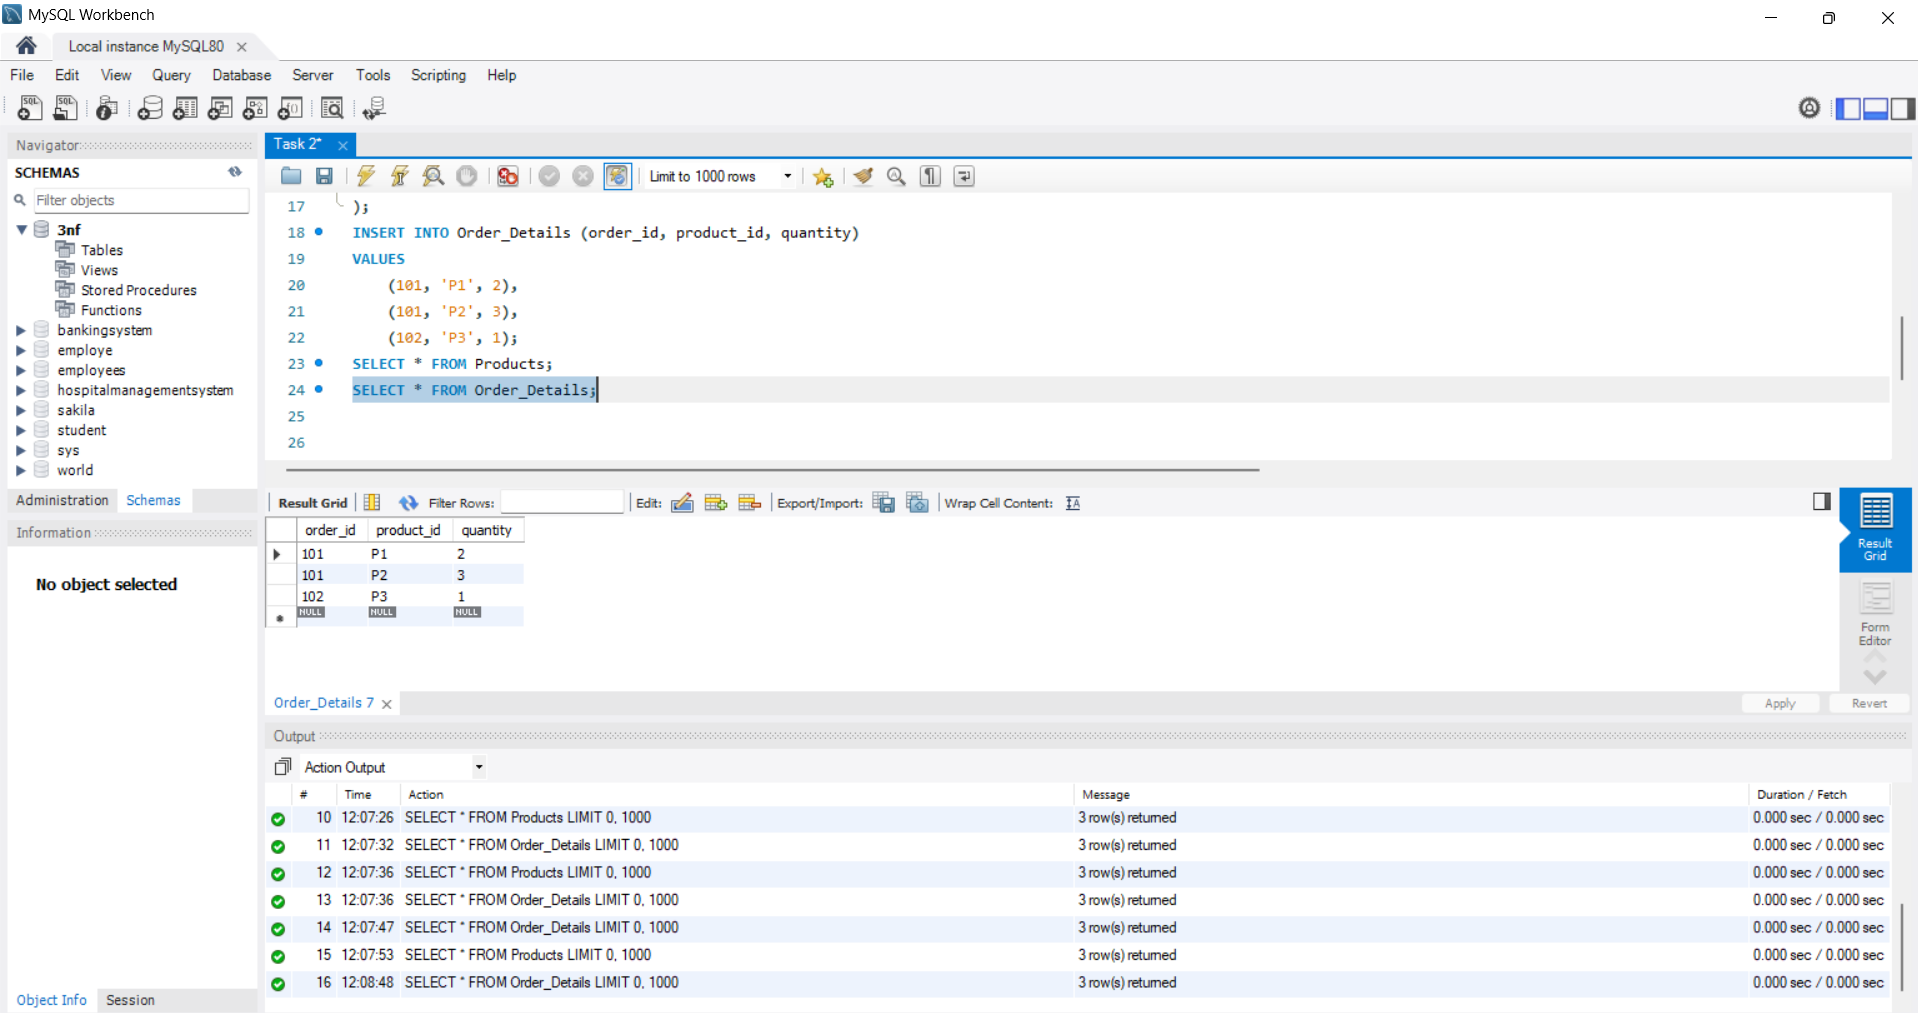 MySQL Workbench
Local instance MySQL80
File Edit View Query Database Server Tools Scripting Help
Navigator
SCHEMAS
Filter objects
3nf
Tables
Views
Stored Procedures
Functions
bankingsystem
employe
employees
hospitalmanagementsystem
sakila
student
sys
world
Administration Schemas
Information
No object selected
Object Info Session
Task 2*
Limit to 1000 rows
17 );
18 INSERT INTO Order_Details (order_id, product_id, quantity)
19 VALUES
20 (101, 'P1', 2),
21 (101, 'P2', 3),
22 (102, 'P3', 1);
23 SELECT * FROM Products;
24 SELECT * FROM Order_Details;
25
26
Result Grid Filter Rows: Edit: Export/Import: Wrap Cell Content:
order_id product_id quantity
101 P1 2
101 P2 3
102 P3 1
NULL NULL NULL
Result
Grid
Form
Editor
Order_Details 7
Apply Revert
Output
Action Output
# Time Action Message Duration / Fetch
10 12:07:26 SELECT * FROM Products LIMIT 0, 1000 3 row(s) returned 0.000 sec / 0.000 sec
11 12:07:32 SELECT * FROM Order_Details LIMIT 0, 1000 3 row(s) returned 0.000 sec / 0.000 sec
12 12:07:36 SELECT * FROM Products LIMIT 0, 1000 3 row(s) returned 0.000 sec / 0.000 sec
13 12:07:36 SELECT * FROM Order_Details LIMIT 0, 1000 3 row(s) returned 0.000 sec / 0.000 sec
14 12:07:47 SELECT * FROM Order_Details LIMIT 0, 1000 3 row(s) returned 0.000 sec / 0.000 sec
15 12:07:53 SELECT * FROM Products LIMIT 0, 1000 3 row(s) returned 0.000 sec / 0.000 sec
16 12:08:48 SELECT * FROM Order_Details LIMIT 0, 1000 3 row(s) returned 0.000 sec / 0.000 sec